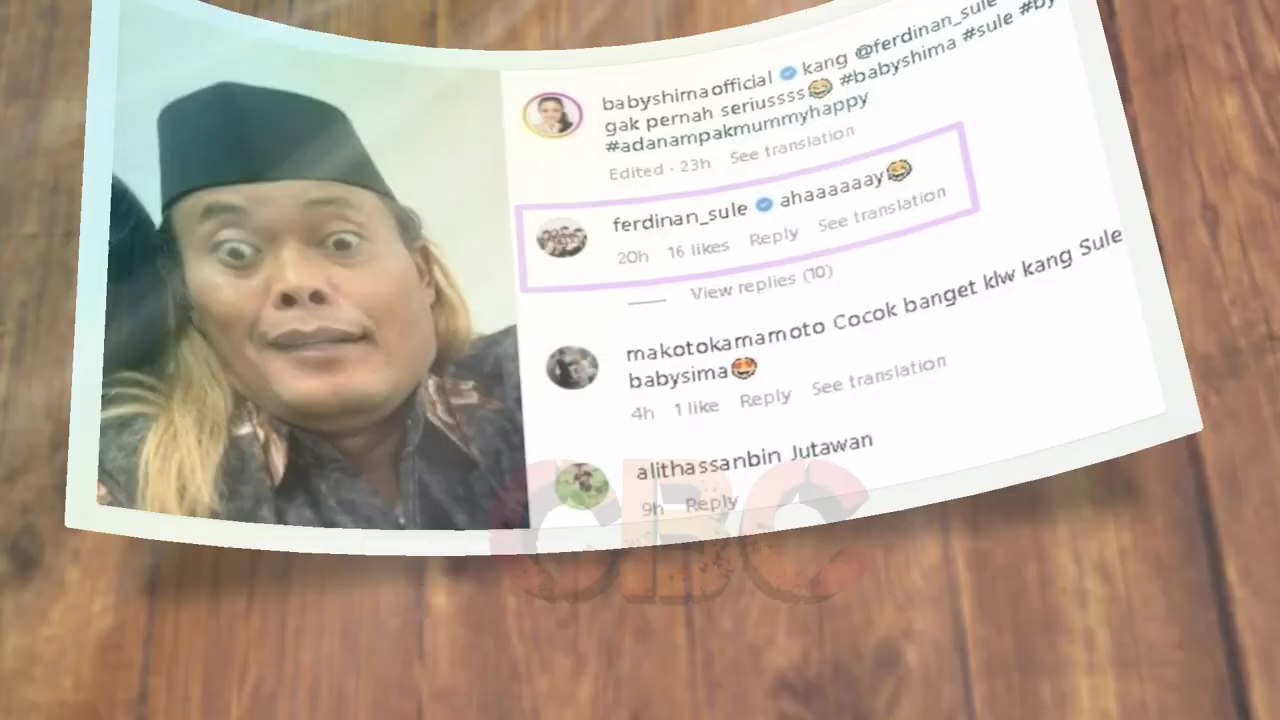 babyshimaofficial kang @ferdinan_sule
gak pernah seriussss😂 #babyshima #sule #by
#adanampakmummyhappy
Edited · 23h See translation
ferdinan_sule ahaaaaaay😂
20h 16 likes Reply See translation
View replies (10)
makotokamamoto Cocok banget klw kang Sule
babysima🤩
4h 1 like Reply See translation
alithassanbin Jutawan
9h Reply
CBC